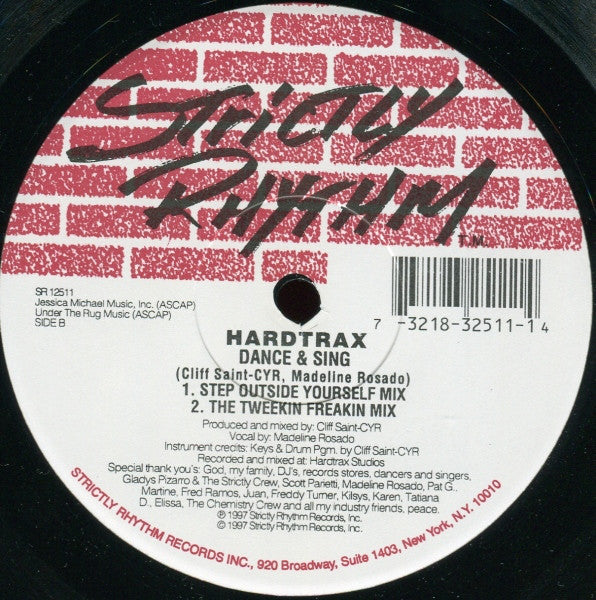 STRICTLY
RHYTHM T.M.
SR 12511
Jessica Michael Music, Inc. (ASCAP)
Under The Rug Music (ASCAP)
SIDE B
7 -3218-32511-1 4
HARDTRAX
DANCE & SING
(Cliff Saint-CYR, Madeline Rosado)
1. STEP OUTSIDE YOURSELF MIX
2. THE TWEEKIN FREAKIN MIX
Produced and mixed by: Cliff Saint-CYR
Vocal by: Madeline Rosado
Instrument credits: Keys & Drum Pgm. by Cliff Saint-CYR
Recorded and mixed at: Hardtrax Studios
Special thank you's: God, my family, DJ's, records stores, dancers and singers,
Gladys Pizarro & The Strictly Crew, Scott Parietti, Madeline Rosado, Pat G.,
Martine, Fred Ramos, Juan, Freddy Turner, Kilsys, Karen, Tatiana
D., Elissa, The Chemistry Crew and all my industry friends, peace.
℗ 1997 Strictly Rhythm Records, Inc.
© 1997 Strictly Rhythm Records, Inc.
STRICTLY RHYTHM RECORDS INC., 920 Broadway, Suite 1403, New York, N.Y. 10010